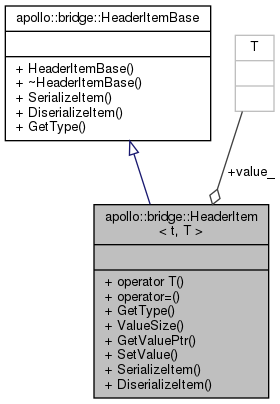 apollo::bridge::HeaderItemBase
+ HeaderItemBase()
+ ~HeaderItemBase()
+ SerializeItem()
+ DiserializeItem()
+ GetType()
T
+value_
apollo::bridge::HeaderItem
< t, T >
+ operator T()
+ operator=()
+ GetType()
+ ValueSize()
+ GetValuePtr()
+ SetValue()
+ SerializeItem()
+ DiserializeItem()